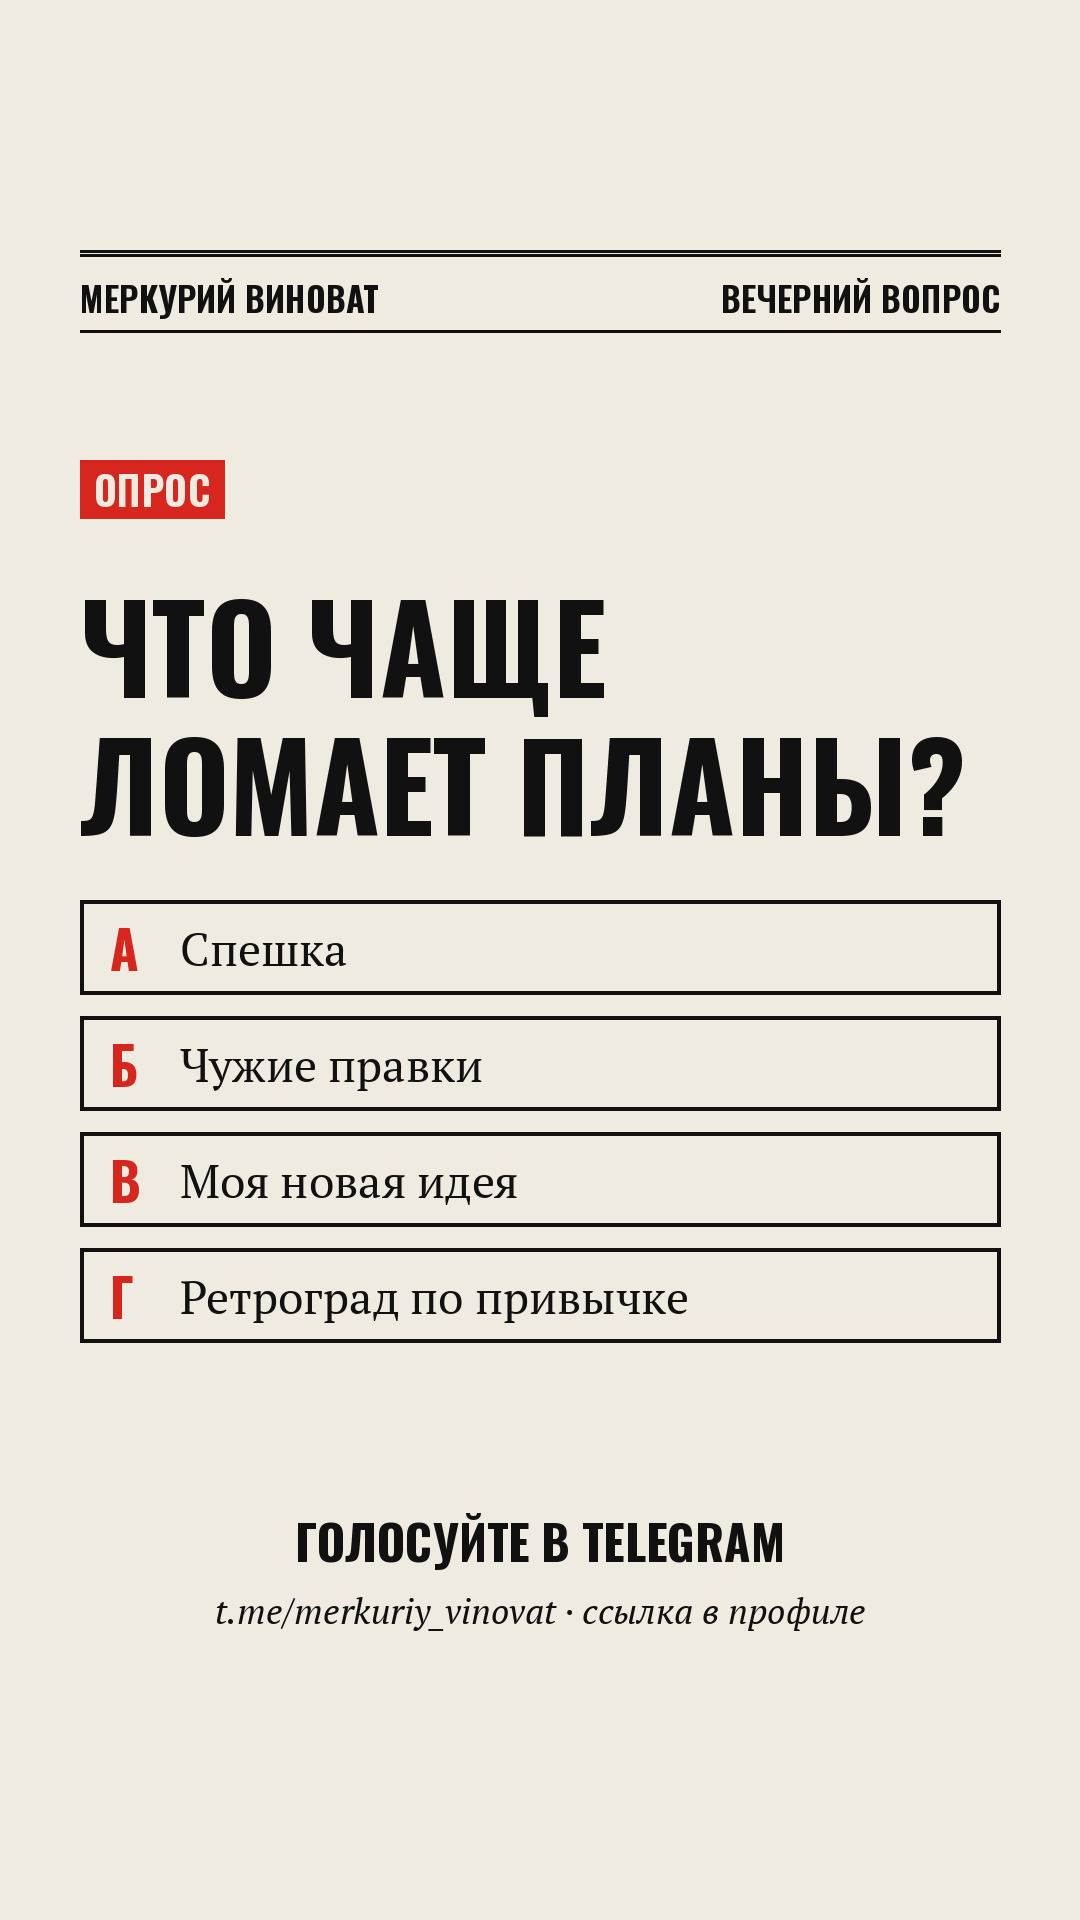 МЕРКУРИЙ ВИНОВАТ
ВЕЧЕРНИЙ ВОПРОС
ОПРОС
ЧТО ЧАЩЕ
ЛОМАЕТ ПЛАНЫ?
А Спешка
Б Чужие правки
В Моя новая идея
Г Ретроград по привычке
ГОЛОСУЙТЕ В TELEGRAM
t.me/merkuriy_vinovat · ссылка в профиле